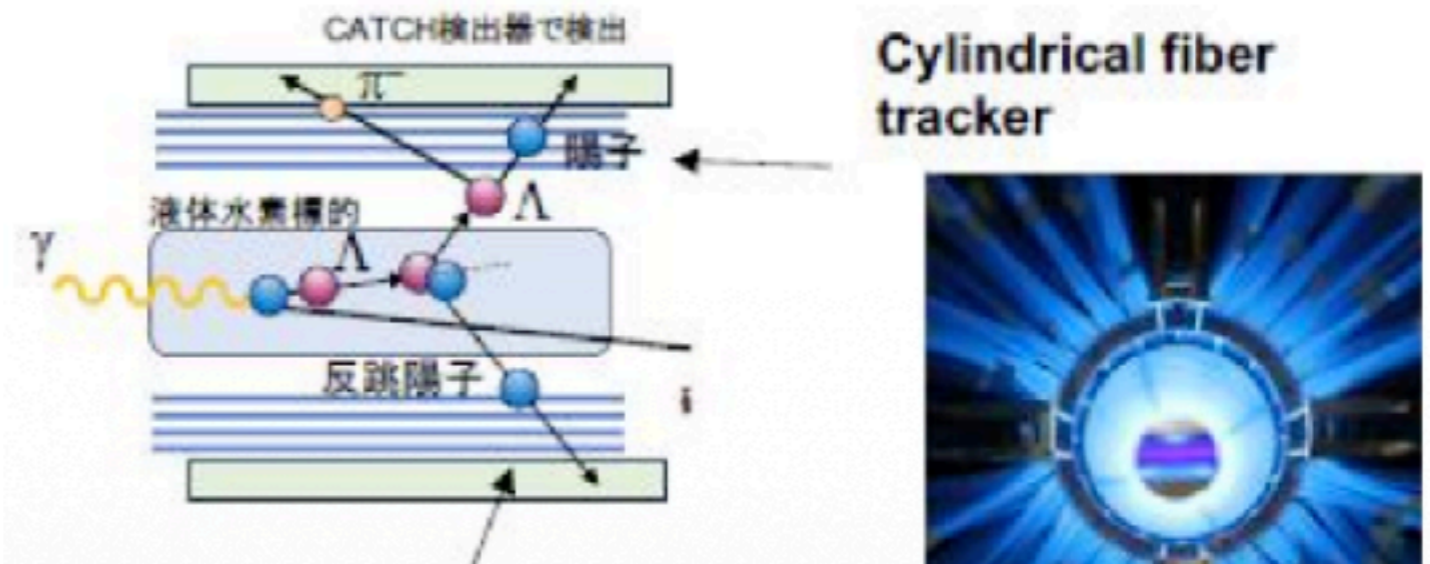 CATCH検出器で検出
Cylindrical fiber
tracker
π⁻
陽子
Λ
液体水素標的
γ
Λ
反跳陽子